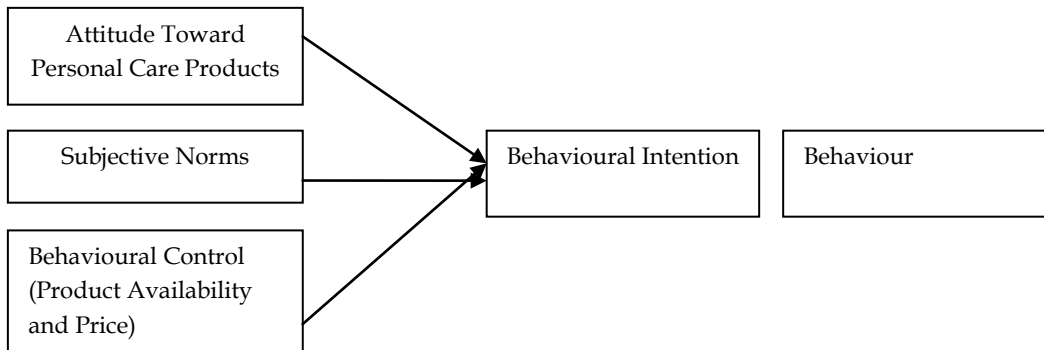 Attitude Toward
Personal Care Products
Subjective Norms
Behavioural Intention
Behaviour
Behavioural Control
(Product Availability
and Price)